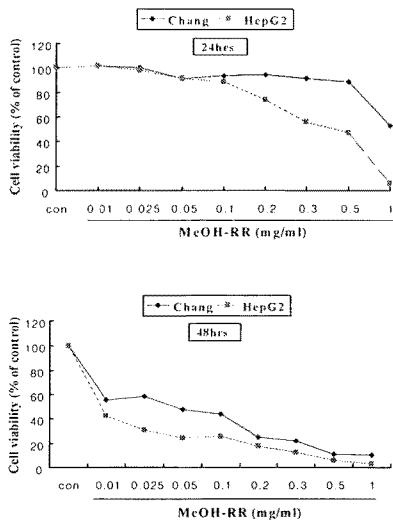 Chang HepG2
24hrs
Cell viability (% of control)
120
100
80
60
40
20
0
con 0.01 0.025 0.05 0.1 0.2 0.3 0.5 1
MeOH-RR (mg/ml)
Chang HepG2
48hrs
Cell viability (% of control)
120
100
80
60
40
20
0
con 0.01 0.025 0.05 0.1 0.2 0.3 0.5 1
MeOH-RR (mg/ml)